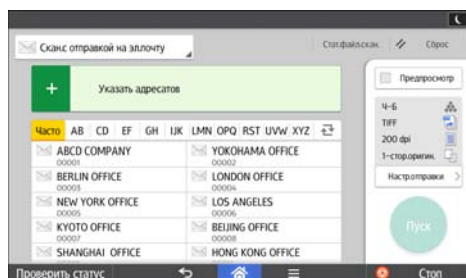 Скан.с отправкой на эл.почту
Стат.файл.скан. Сброс
Указать адресатов
Предпросмотр
Часто AB CD EF GH IJK LMN OPQ RST UVW XYZ
Ч-Б
TIFF
200 dpi
1-стор.оригин.
Настр.отправки
ABCD COMPANY
00001
YOKOHAMA OFFICE
00002
BERLIN OFFICE
00003
LONDON OFFICE
00004
NEW YORK OFFICE
00005
LOS ANGELES
00006
KYOTO OFFICE
00007
BEIJING OFFICE
00008
SHANGHAI OFFICE
HONG KONG OFFICE
Пуск
Проверить статус
Стоп